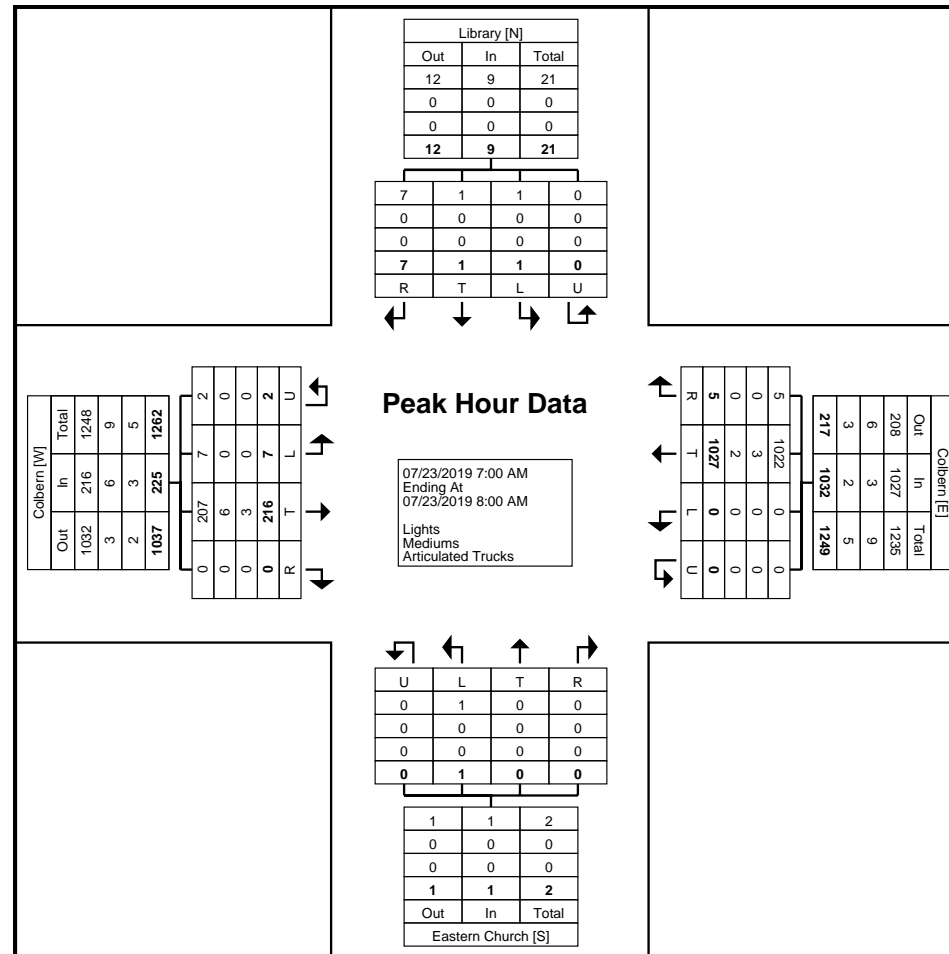 Library [N]
Out In Total
12 9 21
0 0 0
0 0 0
12 9 21
7 1 1 0
0 0 0 0
0 0 0 0
7 1 1 0
R T L U
Colbern [W]
Total In Out
1248 216 1032
9 6 3
5 3 2
1262 225 1037
2 7 207 0
0 0 6 0
0 0 3 0
2 7 216 0
U L T R
Peak Hour Data
07/23/2019 7:00 AM
Ending At
07/23/2019 8:00 AM
Lights
Mediums
Articulated Trucks
R T L U
5 1027 0 0
0 2 0 0
0 3 0 0
5 1022 0 0
Colbern [E]
Out In Total
208 1027 1235
6 3 9
3 2 5
217 1032 1249
U L T R
0 1 0 0
0 0 0 0
0 0 0 0
0 1 0 0
1 1 2
0 0 0
0 0 0
1 1 2
Out In Total
Eastern Church [S]